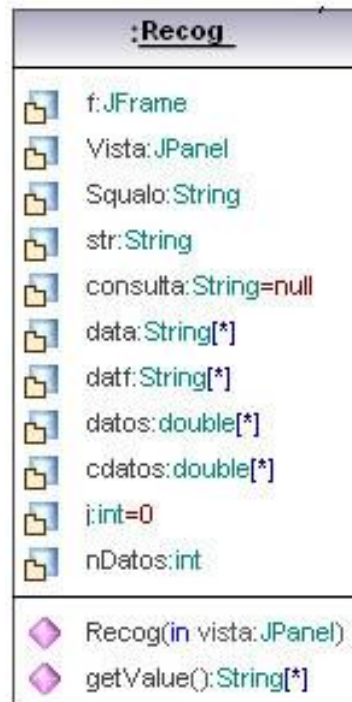 :Recog
f:JFrame
Vista:JPanel
Squalo:String
str:String
consulta:String=null
data:String[*]
datf:String[*]
datos:double[*]
cdatos:double[*]
j:int=0
nDatos:int
Recog(in vista:JPanel)
getValue():String[*]